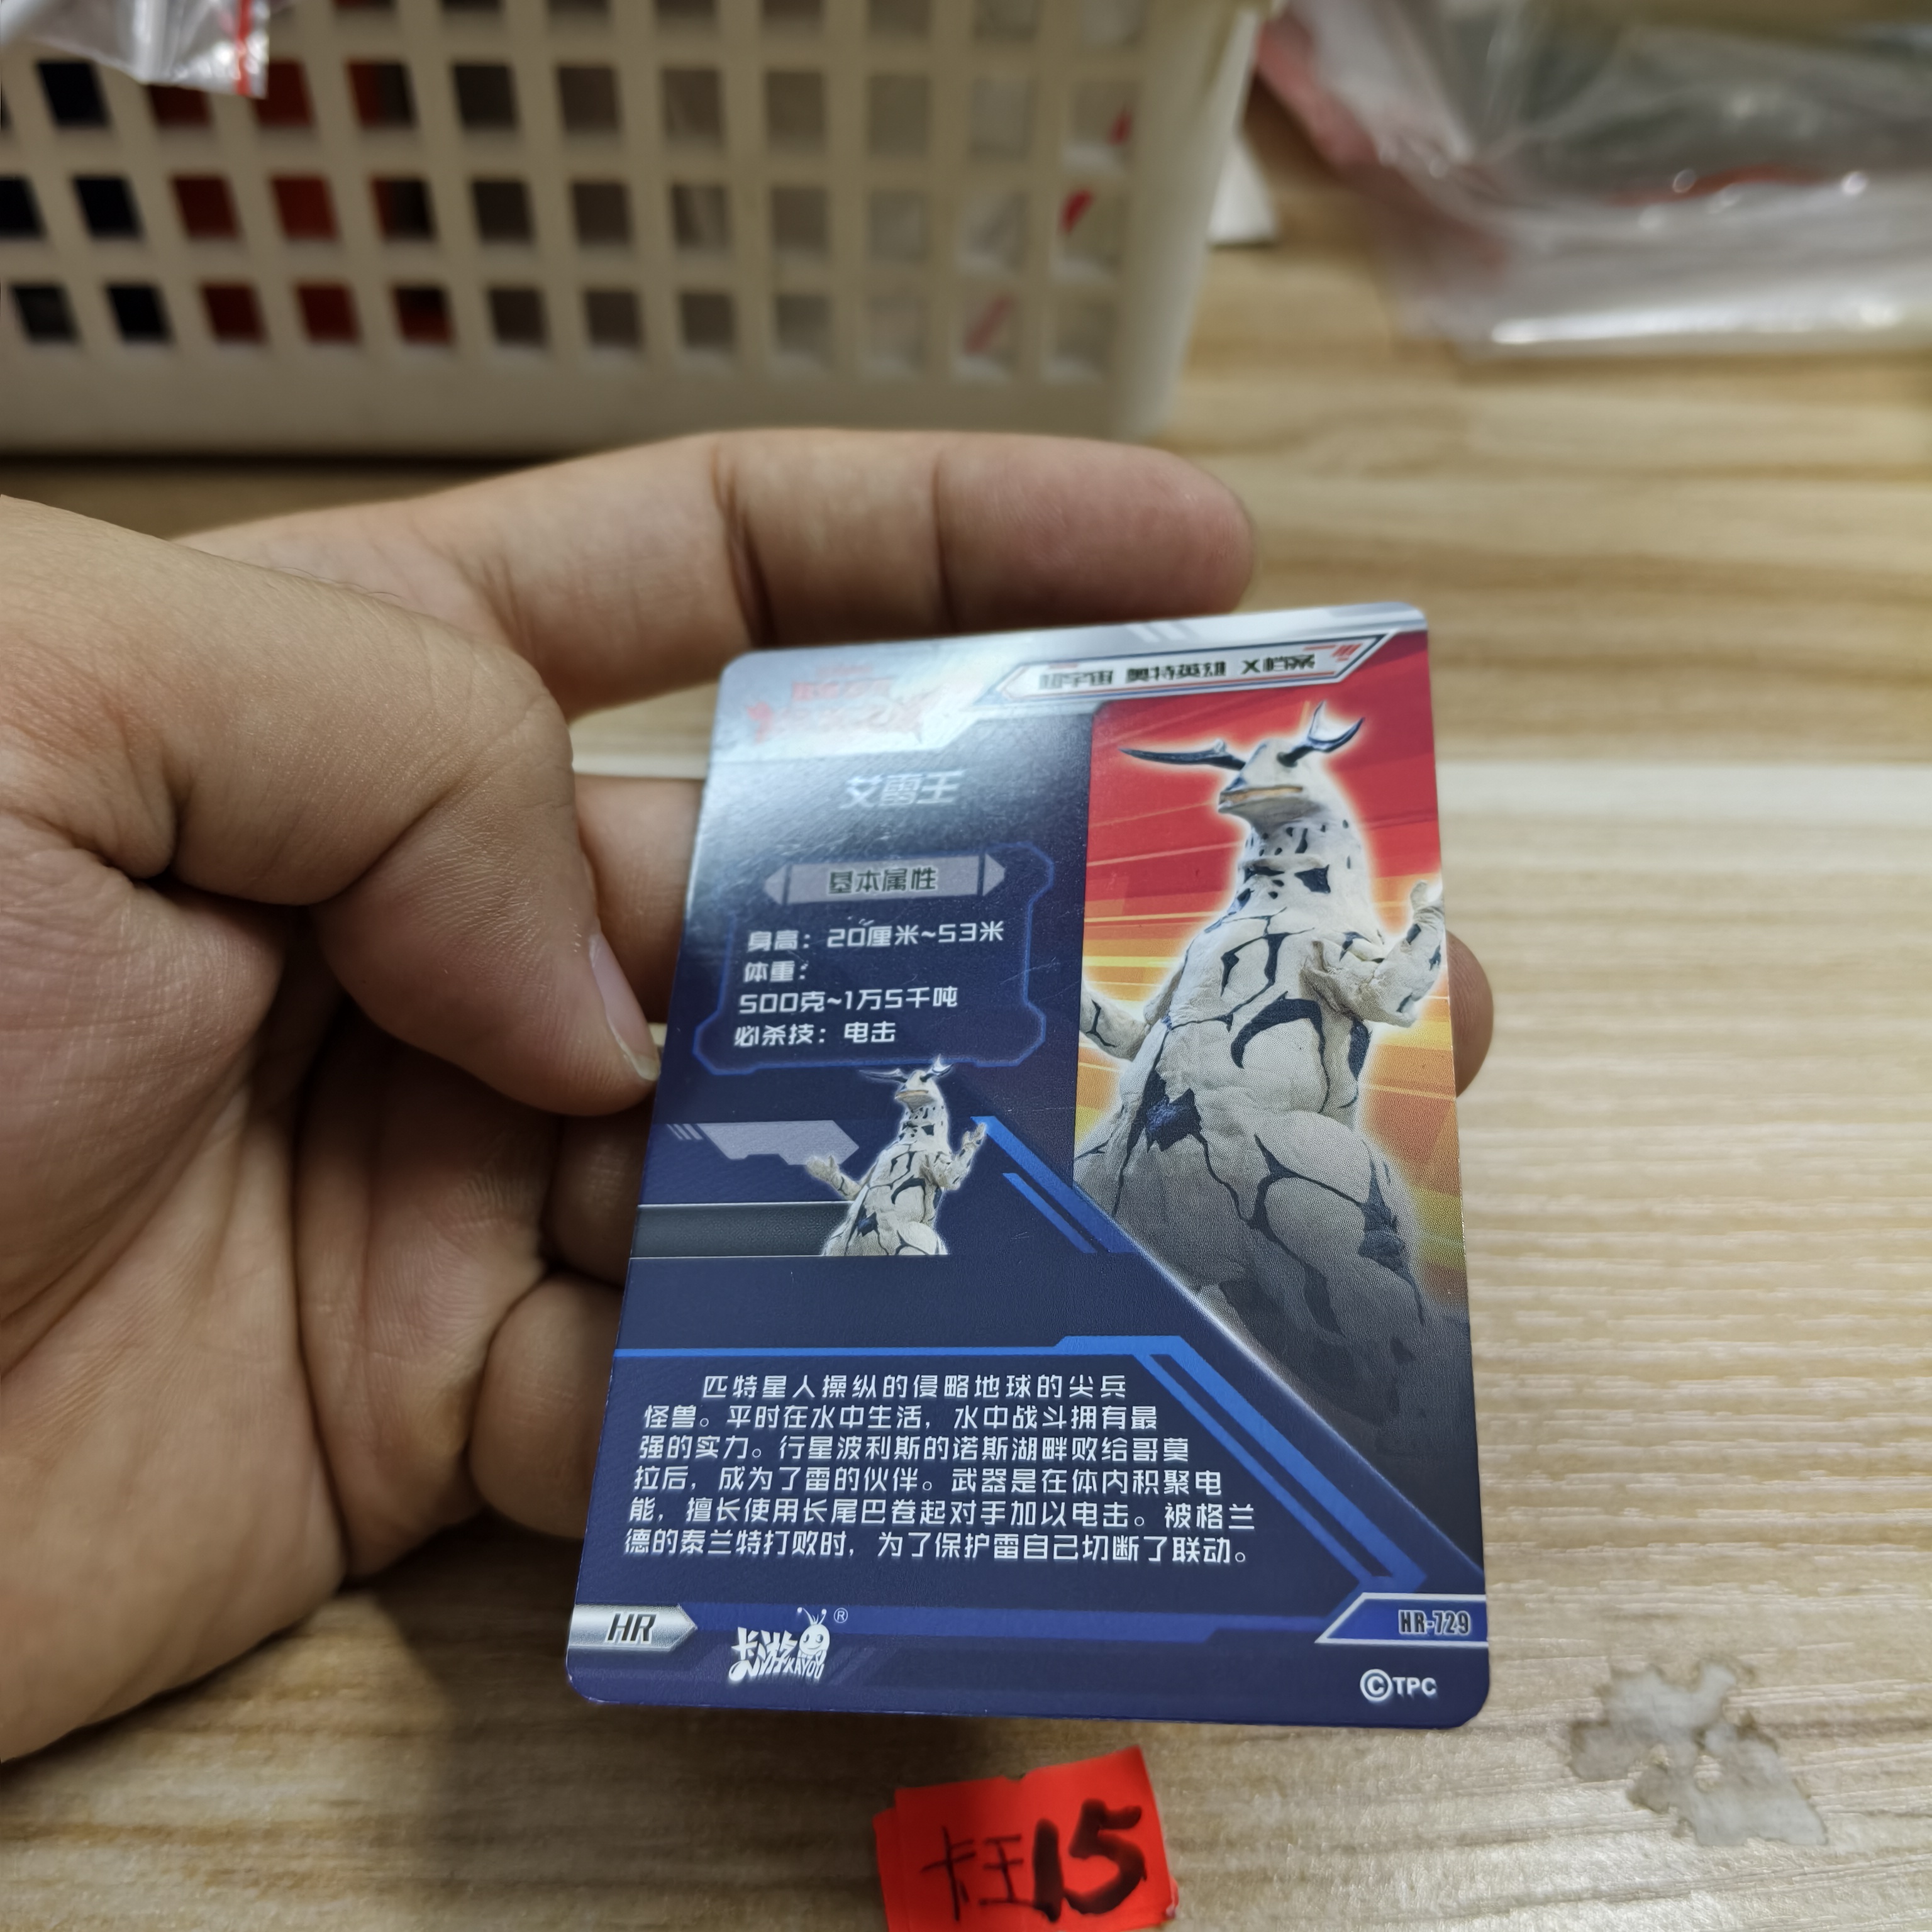 超宇宙 奥特英雄 X档案
艾雷王
基本属性
身高：20厘米~53米
体重：
500克~1万5千吨
必杀技：电击
匹特星人操纵的侵略地球的尖兵
怪兽。平时在水中生活，水中战斗拥有最
强的实力。行星波利斯的诺斯湖畔败给哥莫
拉后，成为了雷的伙伴。武器是在体内积聚电
能，擅长使用长尾巴卷起对手加以电击。被格兰
德的泰兰特打败时，为了保护雷自己切断了联动。
HR
卡游 KAYOU ®
HR-729
©TPC
卡王15